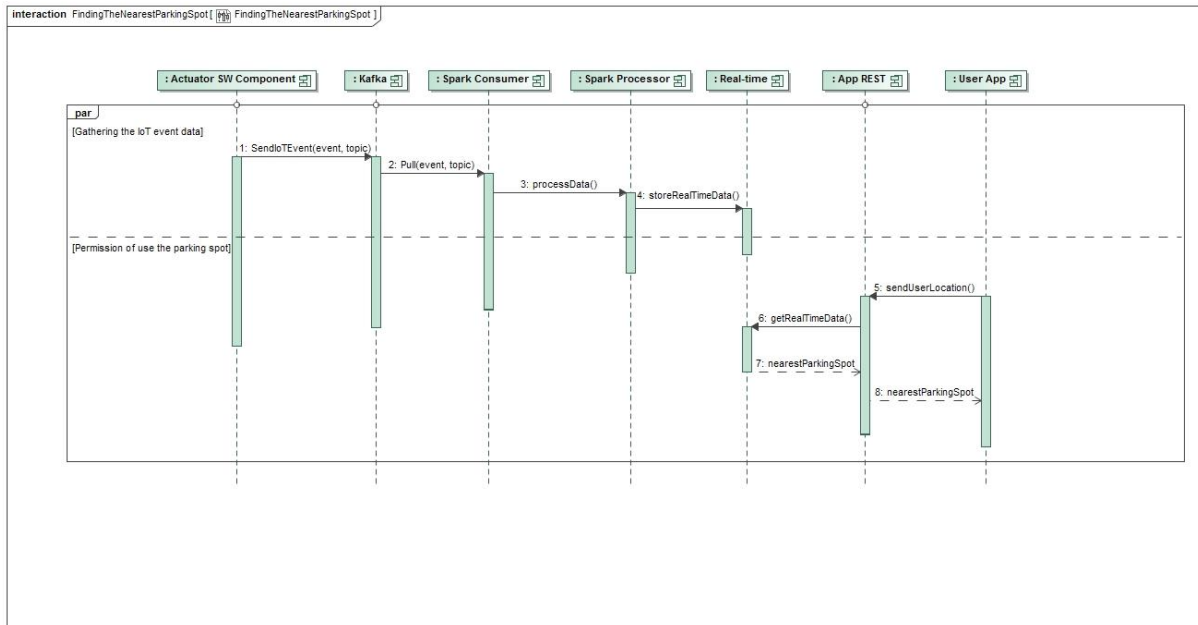 interaction FindingTheNearestParkingSpot [ FindingTheNearestParkingSpot ]
: Actuator SW Component
: Kafka
: Spark Consumer
: Spark Processor
: Real-time
: App REST
: User App
par
[Gathering the IoT event data]
1: SendIoTEvent(event, topic)
2: Pull(event, topic)
3: processData()
4: storeRealTimeData()
[Permission of use the parking spot]
5: sendUserLocation()
6: getRealTimeData()
7: nearestParkingSpot
8: nearestParkingSpot